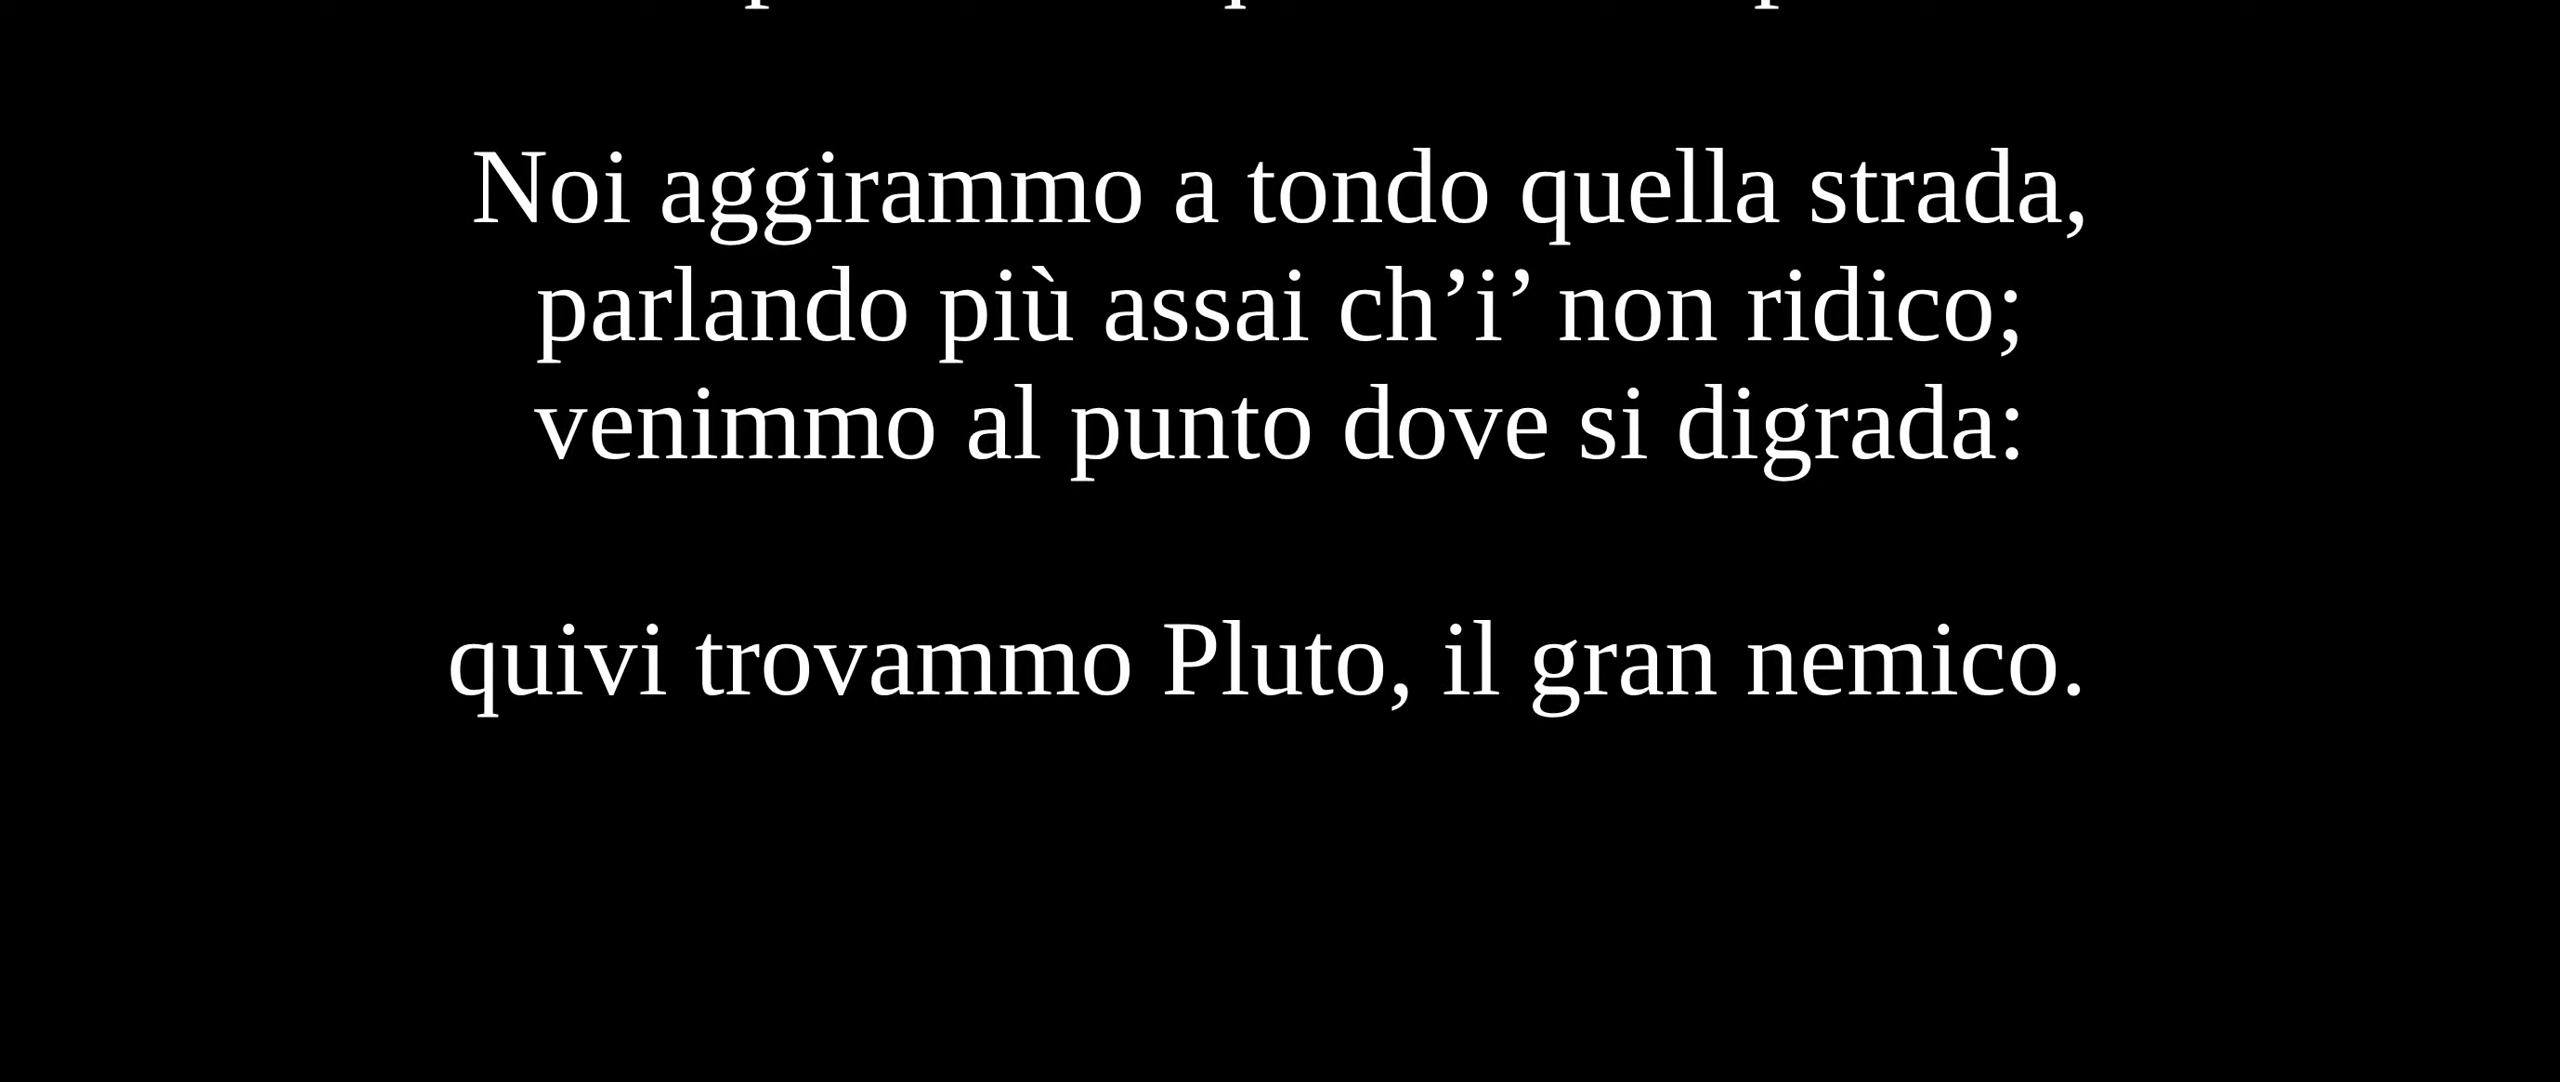 Noi aggirammo a tondo quella strada,
parlando più assai ch’i’ non ridico;
venimmo al punto dove si digrada:
quivi trovammo Pluto, il gran nemico.